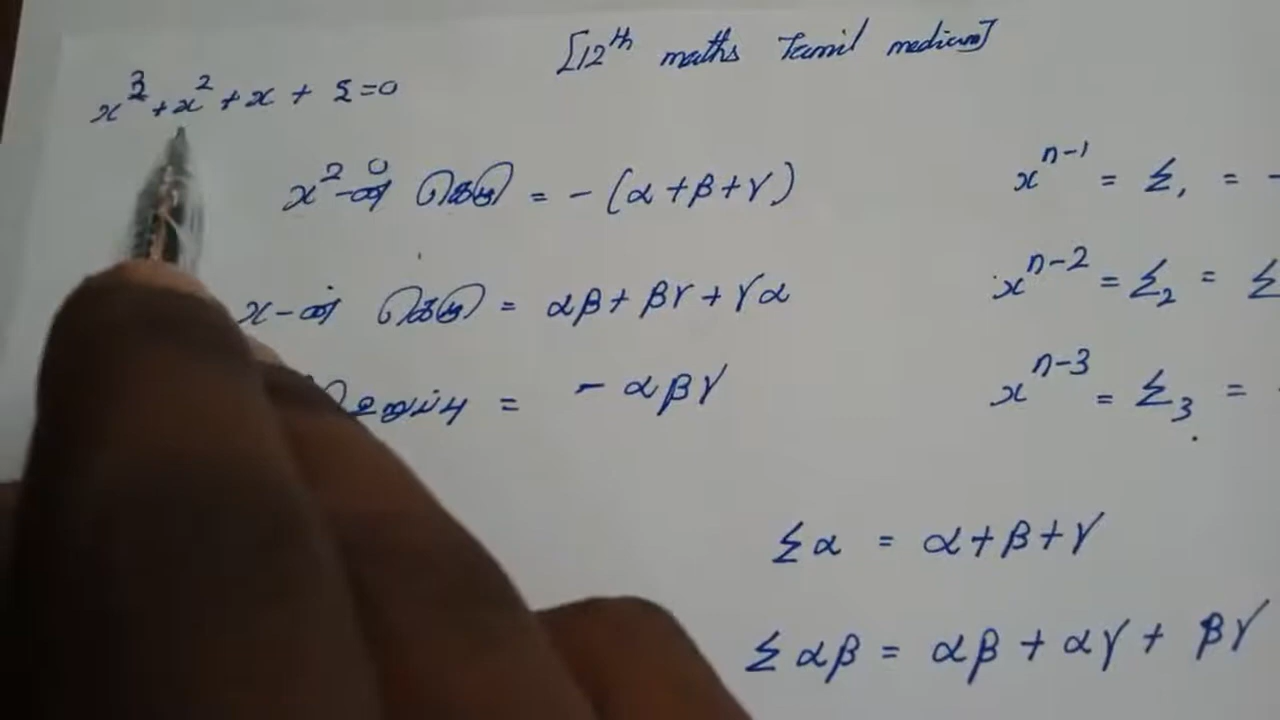 [12th maths Tamil medium]
x³ + x² + x + 5 = 0
x²-ன் கெழு = - (α + β + γ)
x-ன் கெழு = αβ + βγ + γα
= - αβγ
xⁿ⁻¹ = Σ₁ = -
xⁿ⁻² = Σ₂ = Σ
xⁿ⁻³ = Σ₃ = -
Σα = α + β + γ
Σαβ = αβ + αγ + βγ